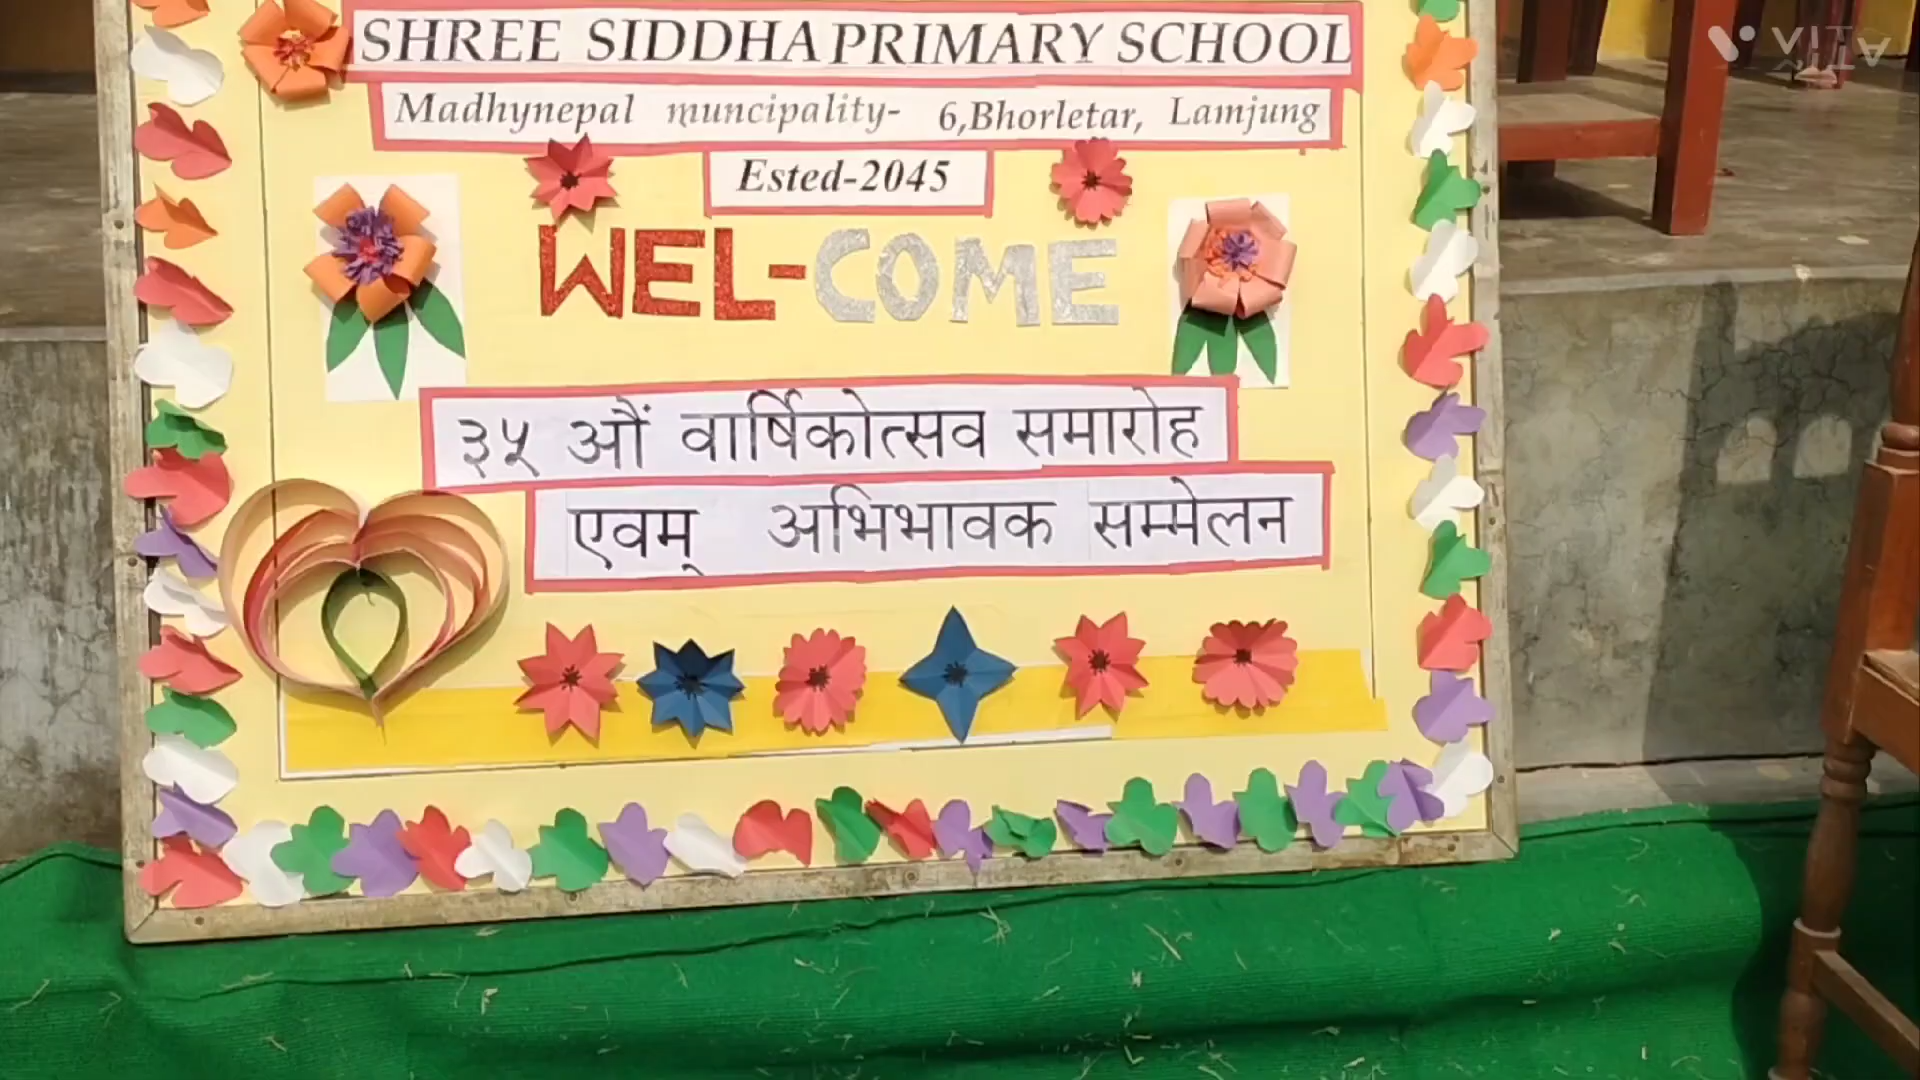 SHREE SIDDHA PRIMARY SCHOOL
Madhynepal muncipality- 6,Bhorletar, Lamjung
Ested-2045
WEL-COME
३५ औं वार्षिकोत्सव समारोह
एवम् अभिभावक सम्मेलन
VITA